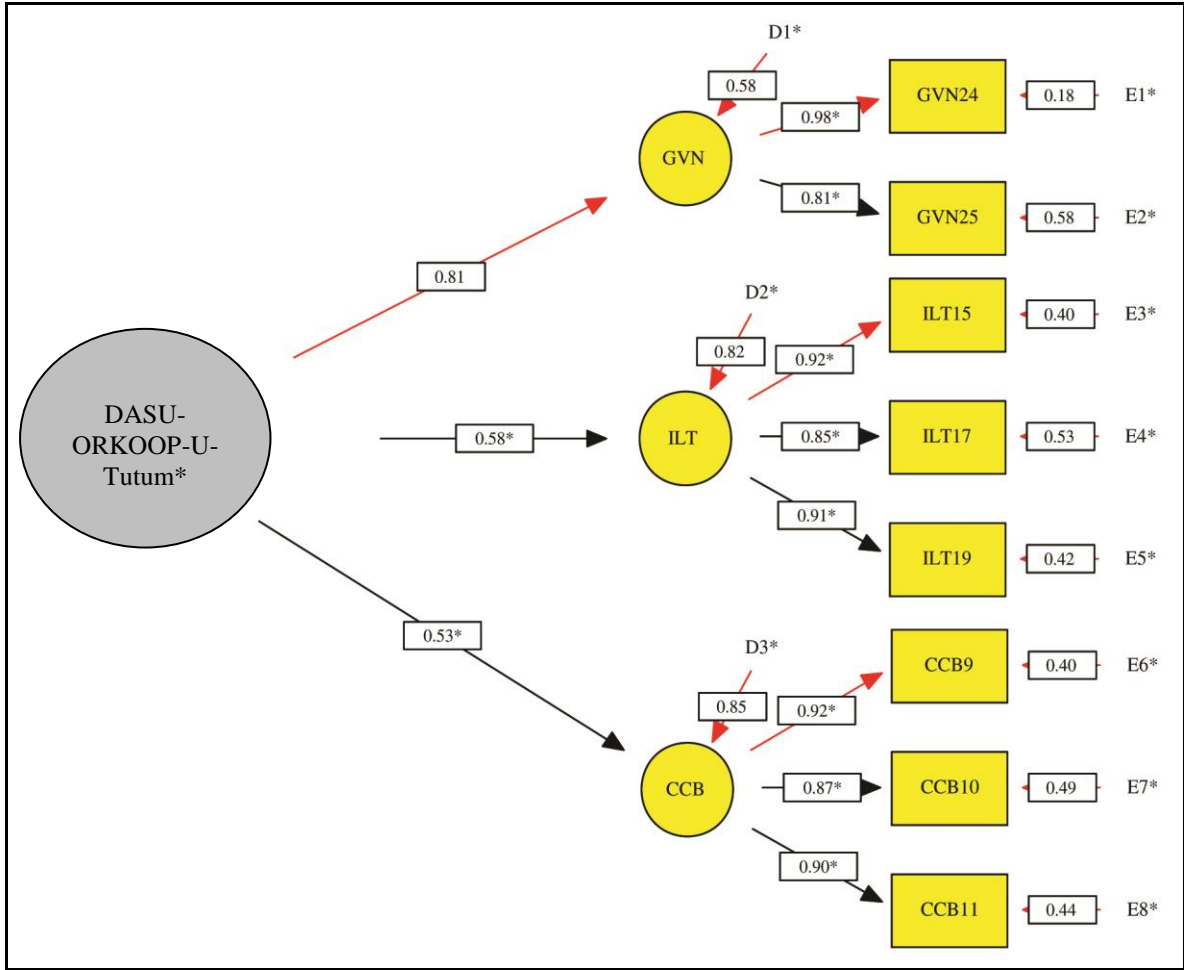 D1*
0.58
GVN
0.98*
GVN24
0.18
E1*
0.81*
GVN25
0.58
E2*
0.81
D2*
0.82
ILT
0.92*
ILT15
0.40
E3*
DASU-
ORKOOP-U-
Tutum*
0.58*
0.85*
ILT17
0.53
E4*
0.91*
ILT19
0.42
E5*
0.53*
D3*
0.85
CCB
0.92*
CCB9
0.40
E6*
0.87*
CCB10
0.49
E7*
0.90*
CCB11
0.44
E8*